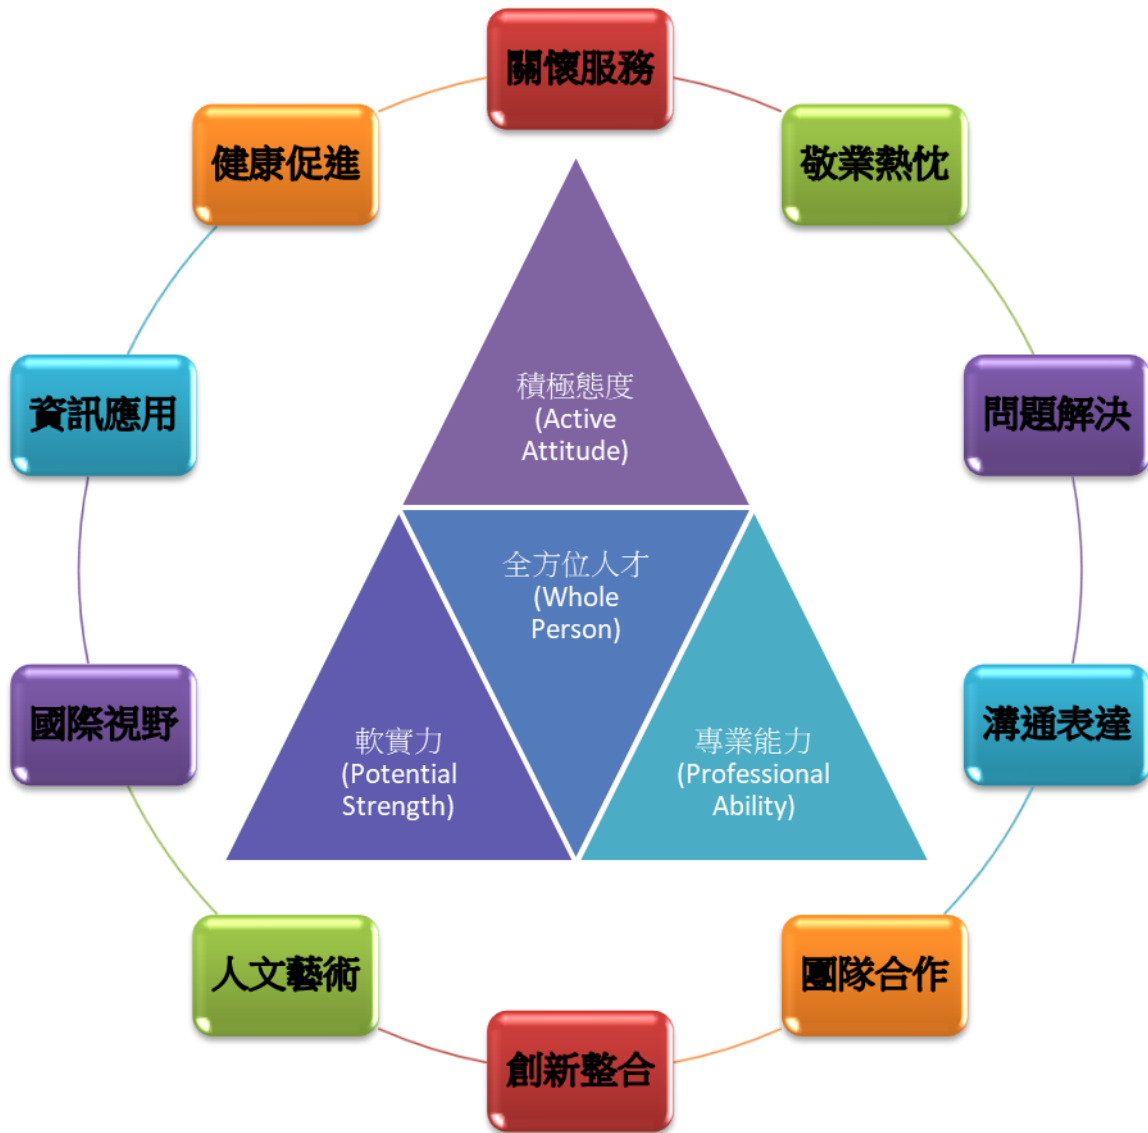 關懷服務
健康促進
敬業熱忱
資訊應用
積極態度
(Active
Attitude)
問題解決
全方位人才
(Whole
Person)
國際視野
軟實力
(Potential
Strength)
專業能力
(Professional
Ability)
溝通表達
人文藝術
團隊合作
創新整合